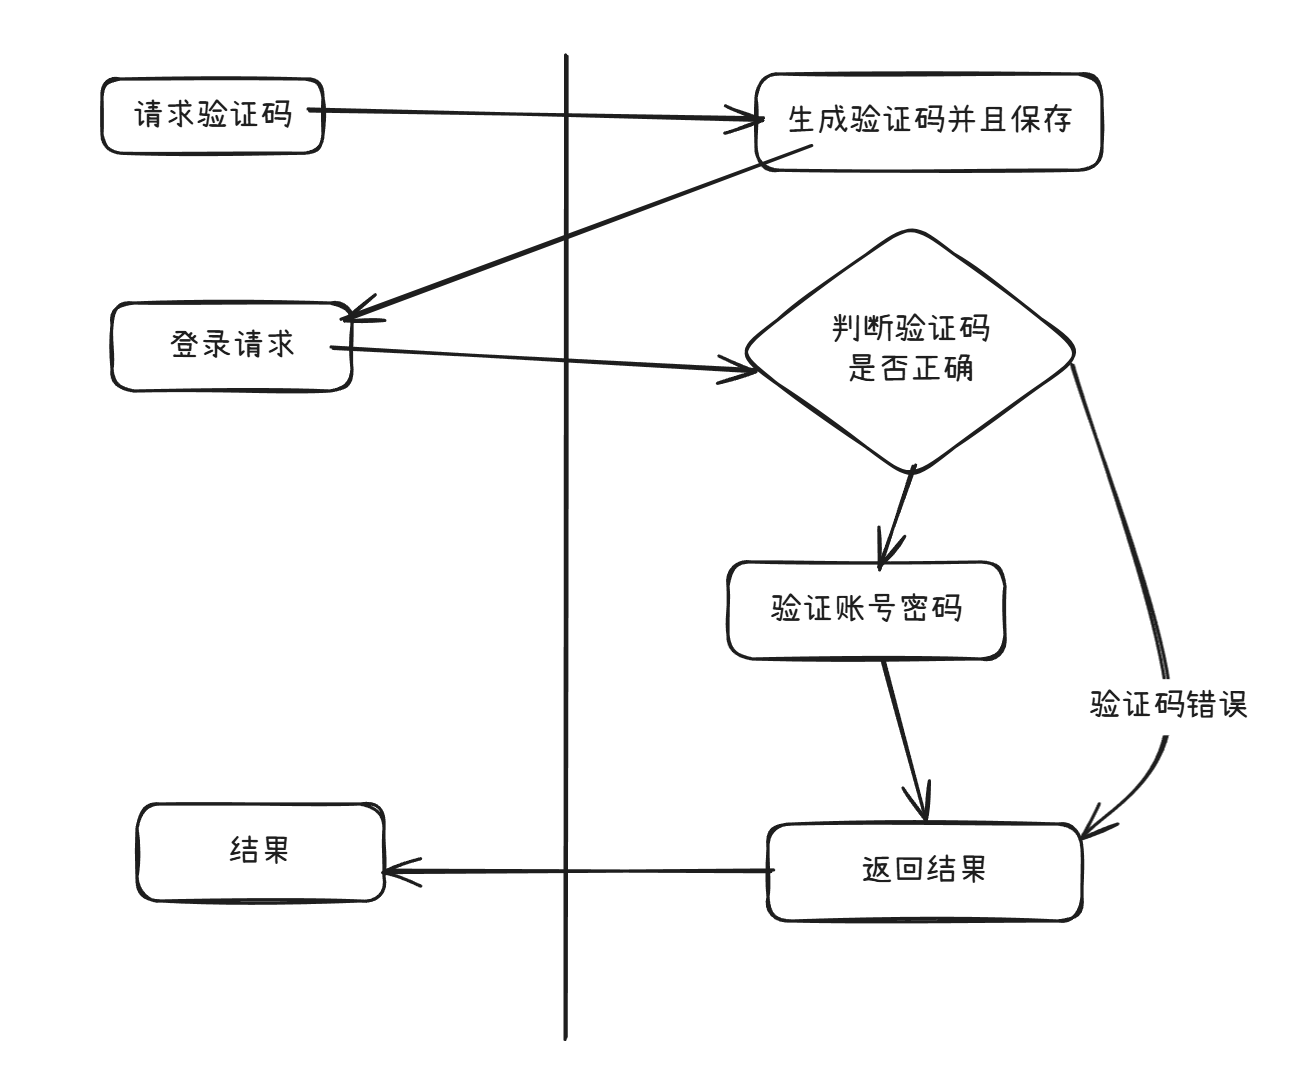 请求验证码
生成验证码并且保存
登录请求
判断验证码
是否正确
验证账号密码
验证码错误
结果
返回结果